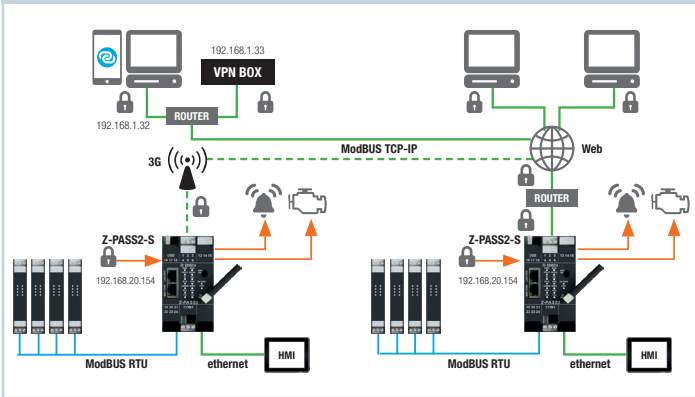 192.168.1.33
VPN BOX
192.168.1.32
ROUTER
ModBUS TCP-IP
3G
Web
ROUTER
Z-PASS2-S
192.168.20.154
ModBUS RTU
ethernet
HMI
Z-PASS2-S
192.168.20.154
ModBUS RTU
ethernet
HMI